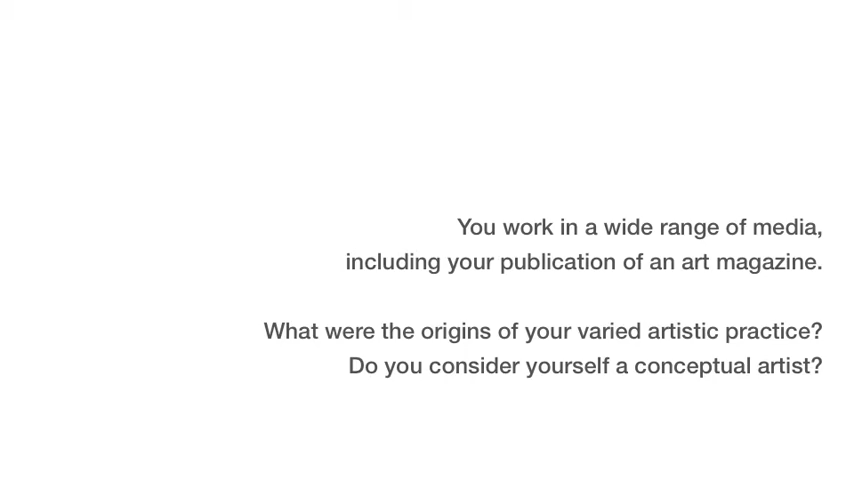 You work in a wide range of media,
including your publication of an art magazine.
What were the origins of your varied artistic practice?
Do you consider yourself a conceptual artist?